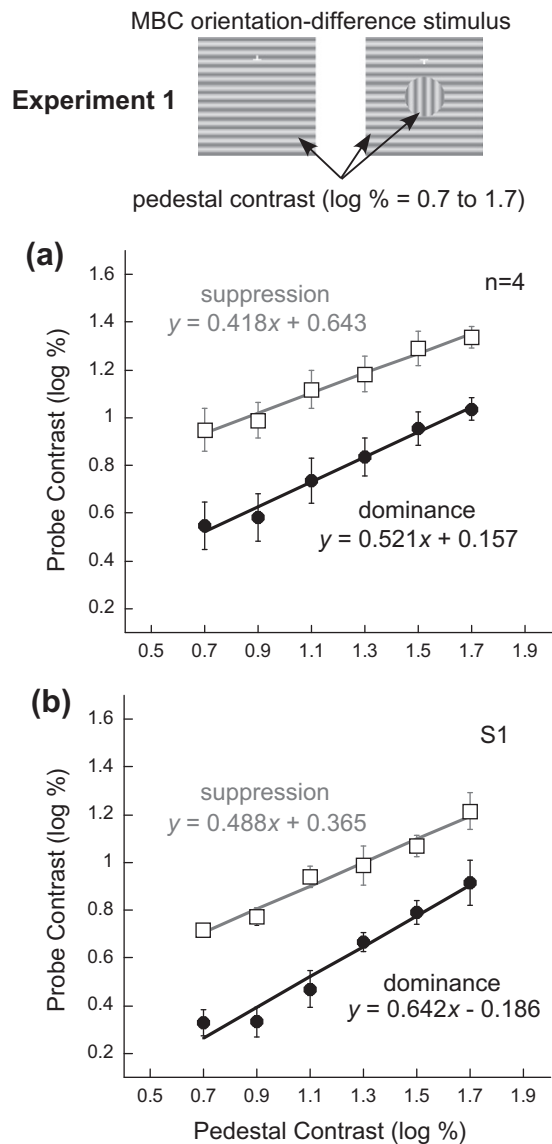 MBC orientation-difference stimulus
Experiment 1
pedestal contrast (log % = 0.7 to 1.7)
(a)
n=4
suppression
y = 0.418x + 0.643
dominance
y = 0.521x + 0.157
Probe Contrast (log %)
1.6
1.4
1.2
1
0.8
0.6
0.4
0.2
0.5 0.7 0.9 1.1 1.3 1.5 1.7 1.9
(b)
S1
suppression
y = 0.488x + 0.365
dominance
y = 0.642x - 0.186
Probe Contrast (log %)
1.6
1.4
1.2
1
0.8
0.6
0.4
0.2
0.5 0.7 0.9 1.1 1.3 1.5 1.7 1.9
Pedestal Contrast (log %)